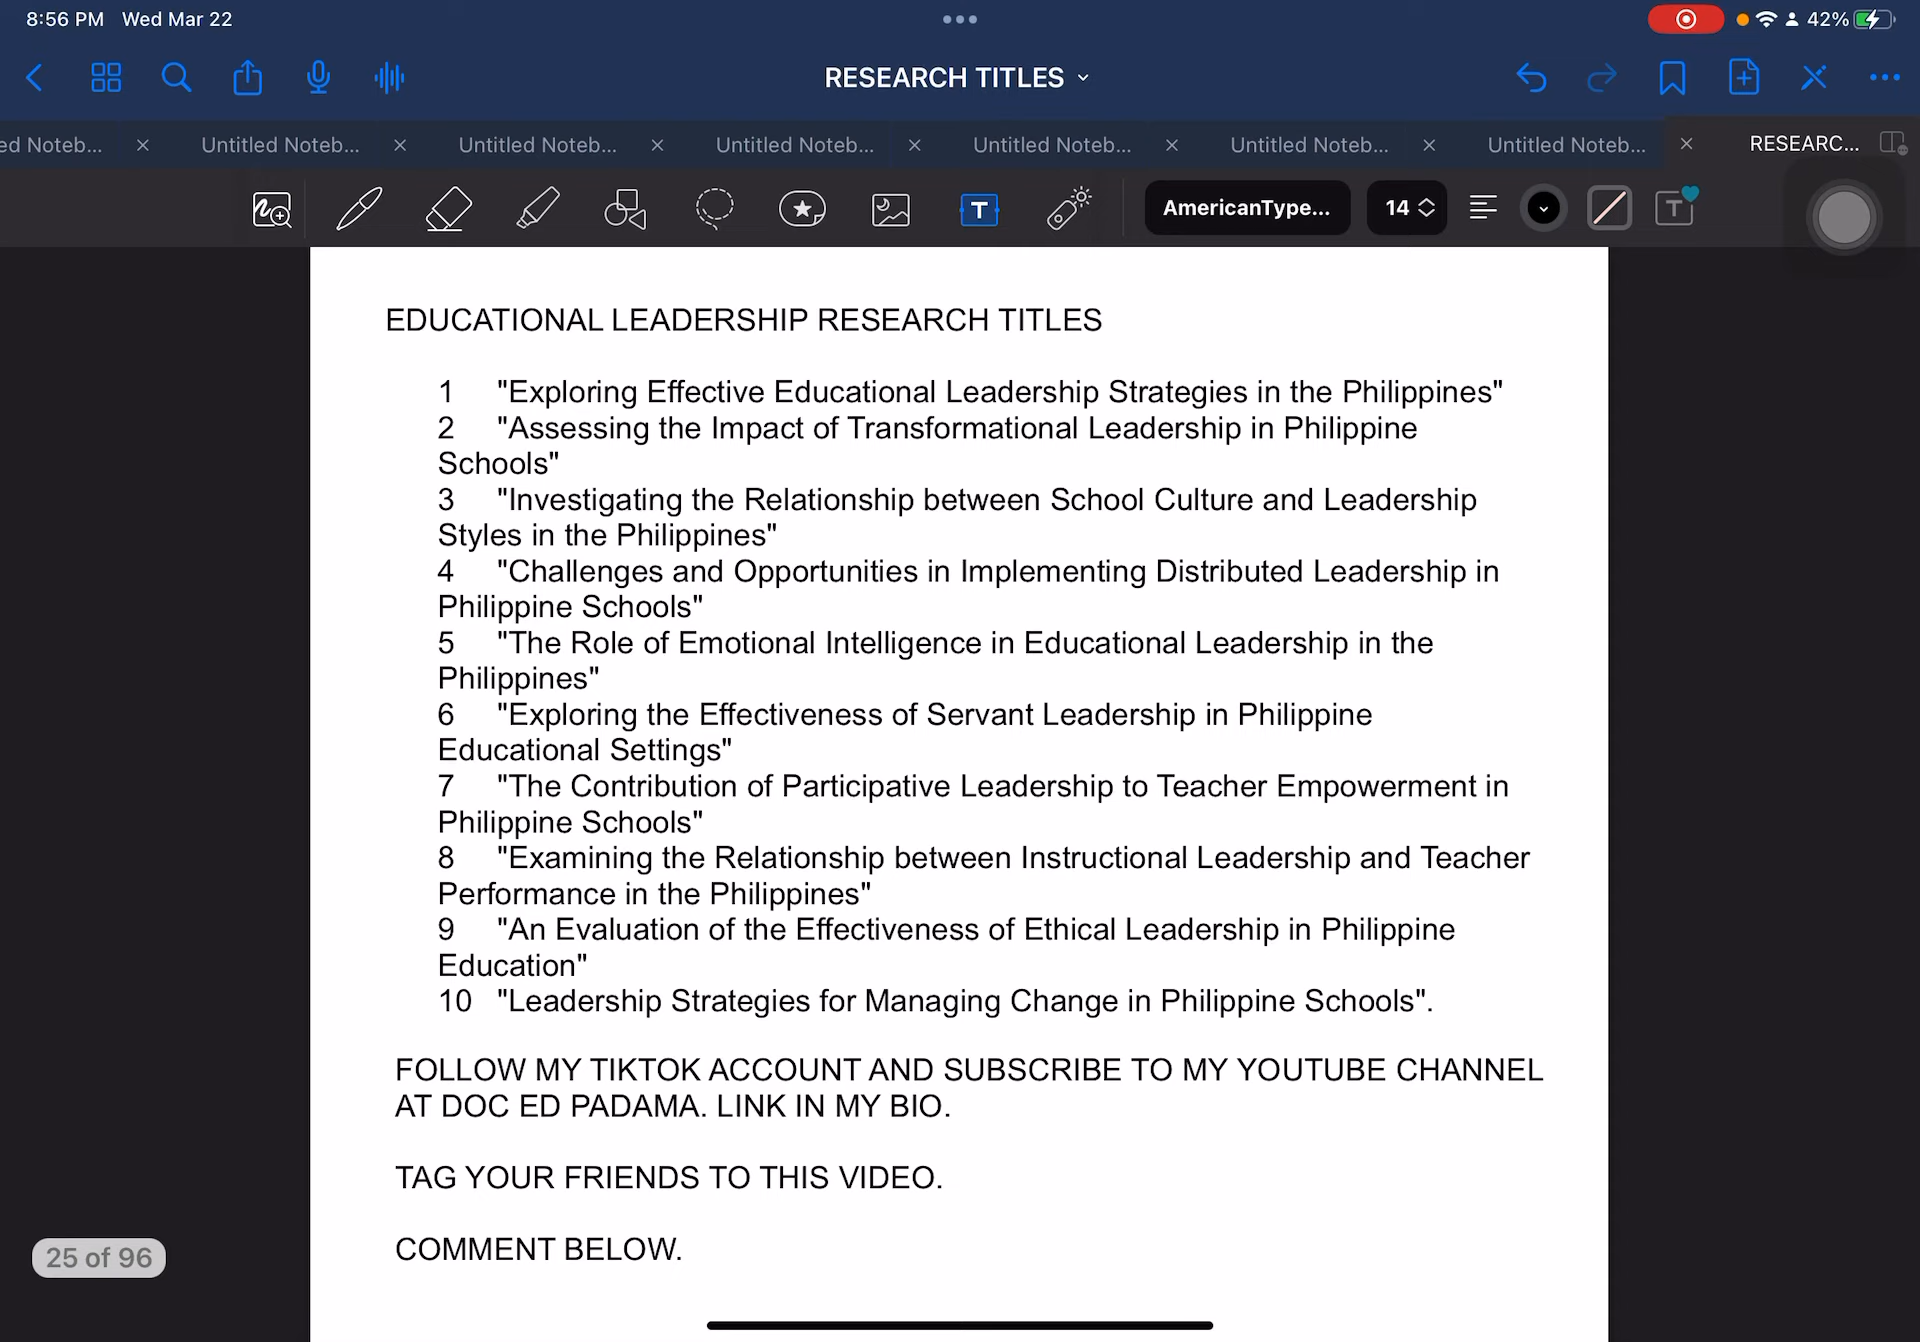 8:56 PM Wed Mar 22
42%
RESEARCH TITLES
ed Noteb... Untitled Noteb... Untitled Noteb... Untitled Noteb... Untitled Noteb... Untitled Noteb... Untitled Noteb... RESEARC...
T AmericanType... 14 T
EDUCATIONAL LEADERSHIP RESEARCH TITLES
1 "Exploring Effective Educational Leadership Strategies in the Philippines"
2 "Assessing the Impact of Transformational Leadership in Philippine
Schools"
3 "Investigating the Relationship between School Culture and Leadership
Styles in the Philippines"
4 "Challenges and Opportunities in Implementing Distributed Leadership in
Philippine Schools"
5 "The Role of Emotional Intelligence in Educational Leadership in the
Philippines"
6 "Exploring the Effectiveness of Servant Leadership in Philippine
Educational Settings"
7 "The Contribution of Participative Leadership to Teacher Empowerment in
Philippine Schools"
8 "Examining the Relationship between Instructional Leadership and Teacher
Performance in the Philippines"
9 "An Evaluation of the Effectiveness of Ethical Leadership in Philippine
Education"
10 "Leadership Strategies for Managing Change in Philippine Schools".
FOLLOW MY TIKTOK ACCOUNT AND SUBSCRIBE TO MY YOUTUBE CHANNEL
AT DOC ED PADAMA. LINK IN MY BIO.
TAG YOUR FRIENDS TO THIS VIDEO.
COMMENT BELOW.
25 of 96